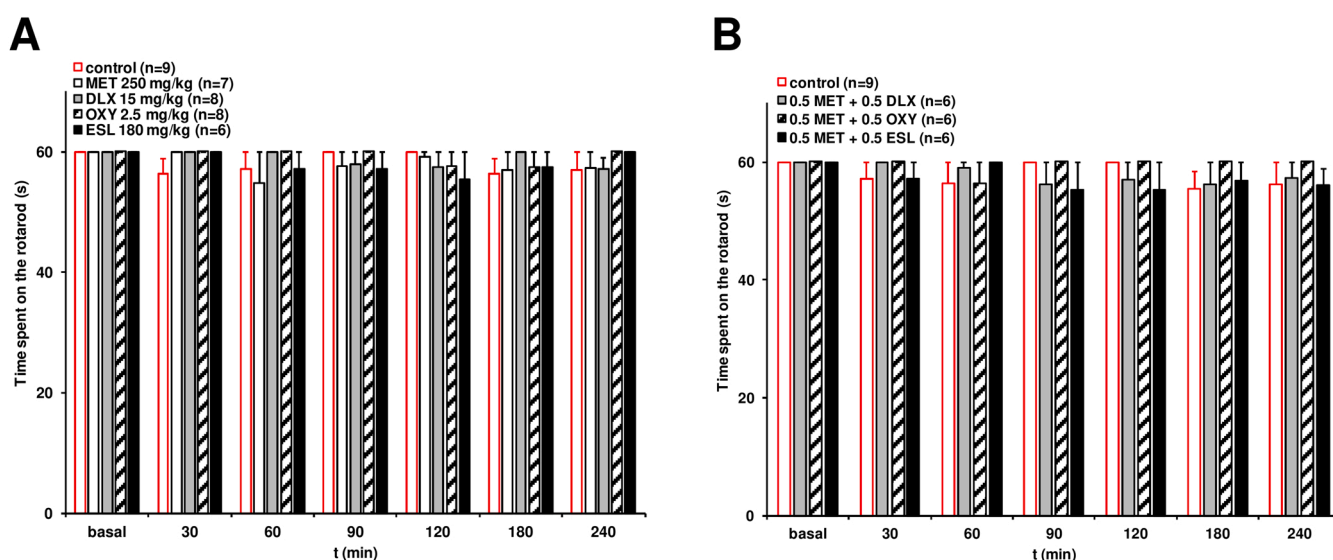 A
control (n=9)
MET 250 mg/kg (n=7)
DLX 15 mg/kg (n=8)
OXY 2.5 mg/kg (n=8)
ESL 180 mg/kg (n=6)
Time spent on the rotarod (s)
60
40
20
0
basal 30 60 90 120 180 240
t (min)
B
control (n=9)
0.5 MET + 0.5 DLX (n=6)
0.5 MET + 0.5 OXY (n=6)
0.5 MET + 0.5 ESL (n=6)
Time spent on the rotarod (s)
60
40
20
0
basal 30 60 90 120 180 240
t (min)